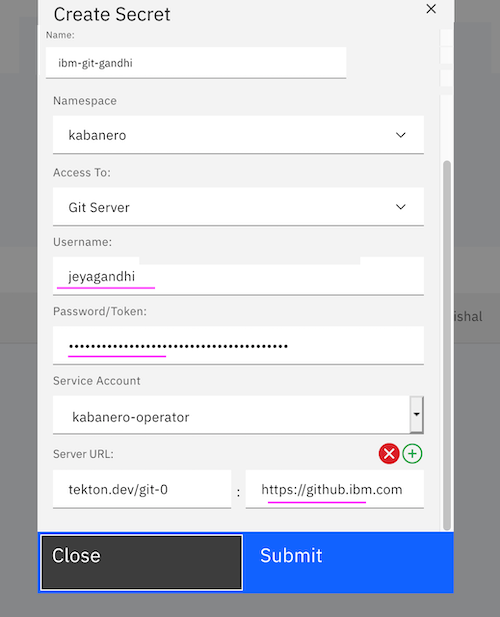 Create Secret
Name:
ibm-git-gandhi
Namespace
kabanero
Access To:
Git Server
Username:
jeyagandhi
Password/Token:
••••••••••••••••••••••••••••••••••••••••
ishal
Service Account
kabanero-operator
Server URL:
tekton.dev/git-0 : https://github.ibm.com
Close Submit